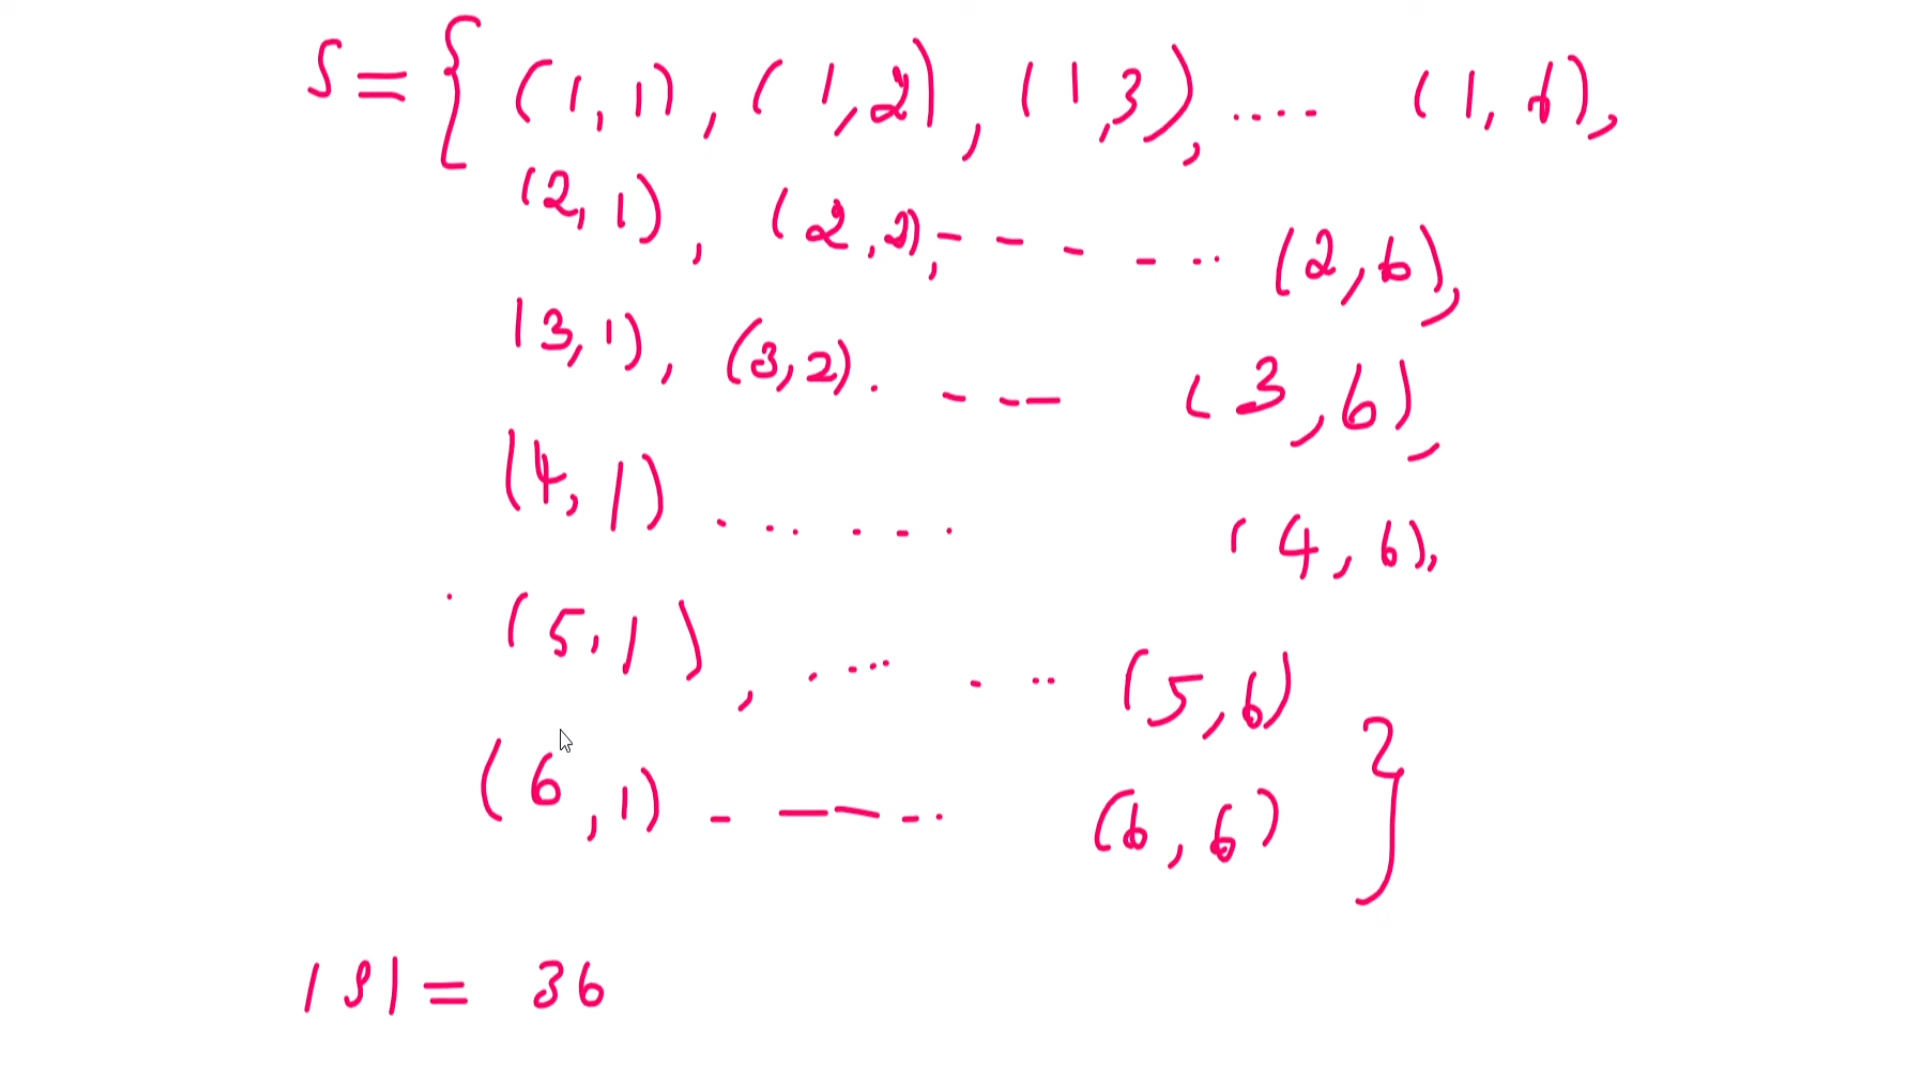 S = { (1,1), (1,2), (1,3), .... (1,6),
(2,1), (2,2), - - - - .. (2,6),
(3,1), (3,2). - - - (3,6),
(4,1) . .. . - . (4,6),
. (5,1), . ... . .. (5,6)
(6,1) - - - - . (6,6) }
|S| = 36